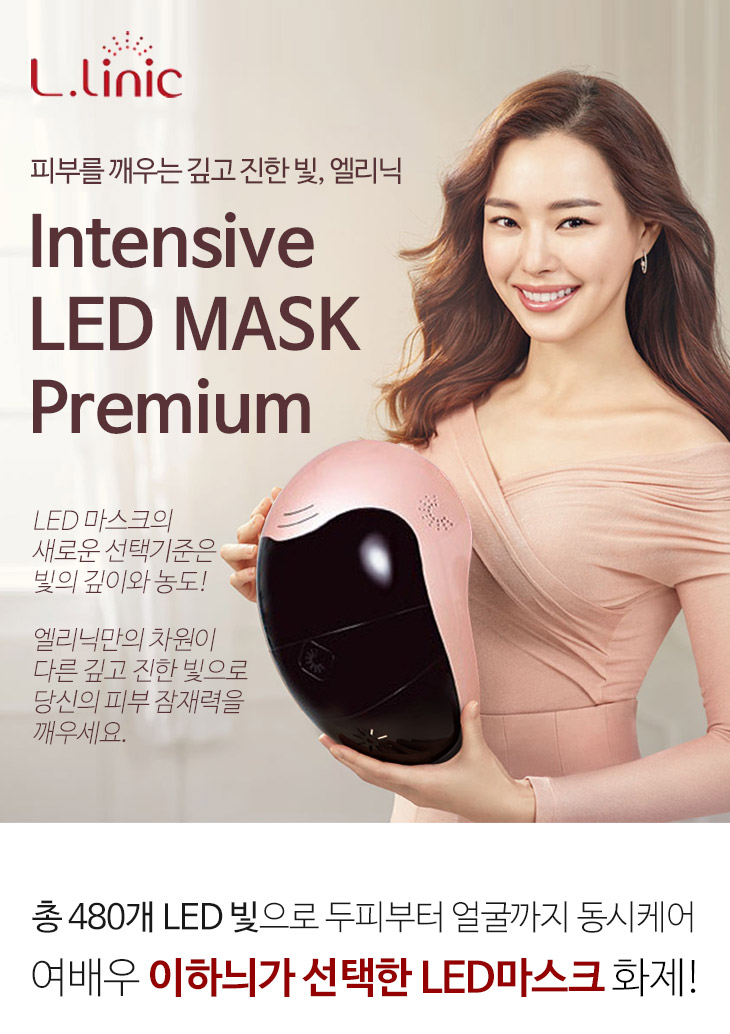 L.linic
피부를 깨우는 깊고 진한 빛, 엘리닉
Intensive
LED MASK
Premium
LED 마스크의
새로운 선택기준은
빛의 깊이와 농도!
엘리닉만의 차원이
다른 깊고 진한 빛으로
당신의 피부 잠재력을
깨우세요.
총 480개 LED 빛으로 두피부터 얼굴까지 동시케어
여배우 이하늬가 선택한 LED마스크 화제!